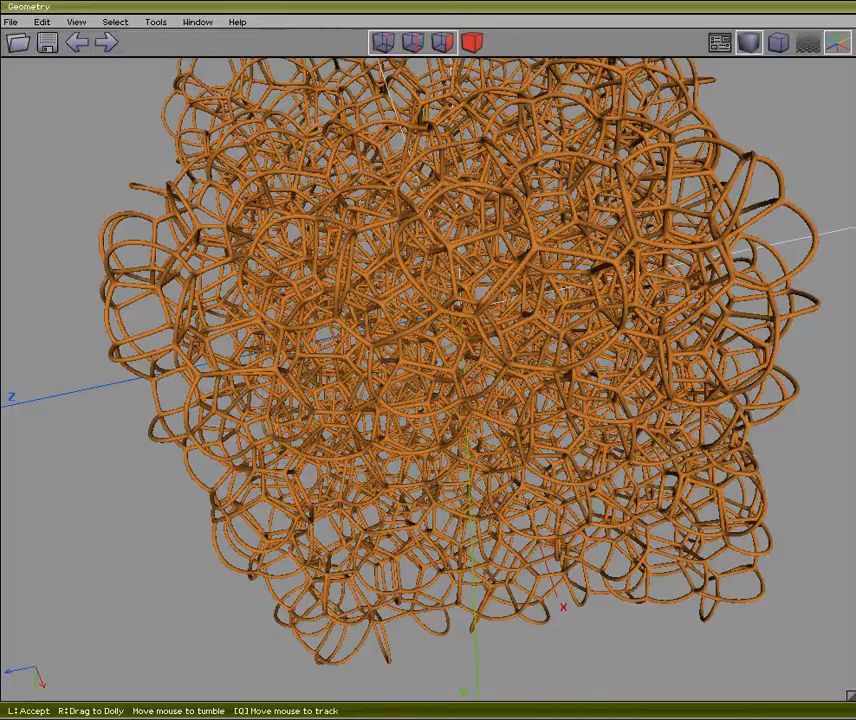 Geometry
File Edit View Select Tools Window Help
Z
X
Y
L:Accept R:Drag to Dolly Move mouse to tumble [Q]Move mouse to track